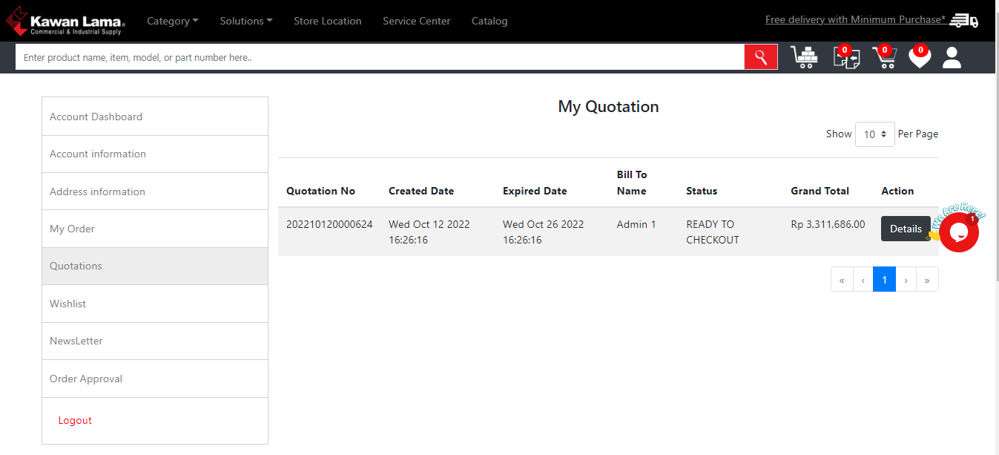 Kawan Lama®
Commercial & Industrial Supply
Category
Solutions
Store Location
Service Center
Catalog
Free delivery with Minimum Purchase*
Enter product name, item, model, or part number here..
0
0
0
Account Dashboard
Account information
Address information
My Order
Quotations
Wishlist
NewsLetter
Order Approval
Logout
My Quotation
Show 10 Per Page
Quotation No
Created Date
Expired Date
Bill To
Name
Status
Grand Total
Action
202210120000624
Wed Oct 12 2022
16:26:16
Wed Oct 26 2022
16:26:16
Admin 1
READY TO
CHECKOUT
Rp 3,311,686.00
Details
We Are Here!
1
« ‹ 1 › »